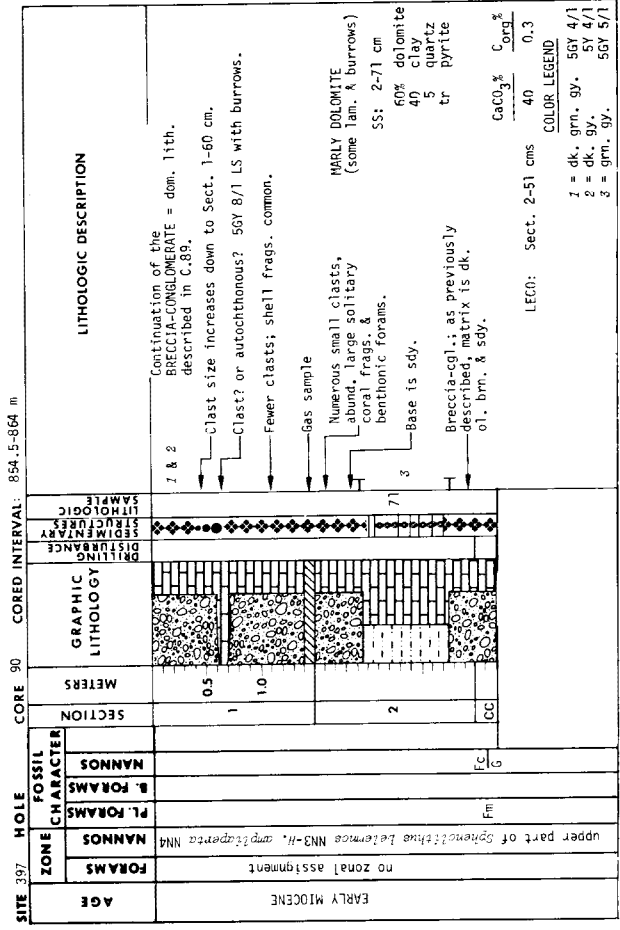 SITE 397 HOLE CORE 90 CORED INTERVAL: 854.5-864 m
AGE
ZONE
FORAMS
NANNOS
FOSSIL CHARACTER
PL. FORAMS
B. FORAMS
NANNOS
SECTION
METERS
GRAPHIC LITHOLOGY
DRILLING DISTURBANCE
SEDIMENTARY STRUCTURES
LITHOLOGIC SAMPLE
LITHOLOGIC DESCRIPTION
EARLY MIOCENE
no zonal assignment
upper part of Sphenolithus belemnos NN3-H. ampliaperta NN4
Fm
Fc
G
1
2
CC
0.5
1.0
71
1 & 2
3
Continuation of the
BRECCIA-CONGLOMERATE = dom. lith.
described in C.89.
Clast size increases down to Sect. 1-60 cm.
Clast? or autochthonous? 5GY 8/1 LS with burrows.
Fewer clasts; shell frags. common.
Gas sample
Numerous small clasts,
abund. large solitary
coral frags. &
benthonic forams.
Base is sdy.
Breccia-cgl.; as previously
described, matrix is dk.
ol. brn. & sdy.
MARLY DOLOMITE
(some lam. & burrows)
SS: 2-71 cm
60% dolomite
40 clay
5 quartz
tr pyrite
CaCO3% Corg%
LECO: Sect. 2-51 cms 40 0.3
COLOR LEGEND
1 = dk. grn. gy. 5GY 4/1
2 = dk. gy. 5Y 4/1
3 = grn. gy. 5GY 5/1